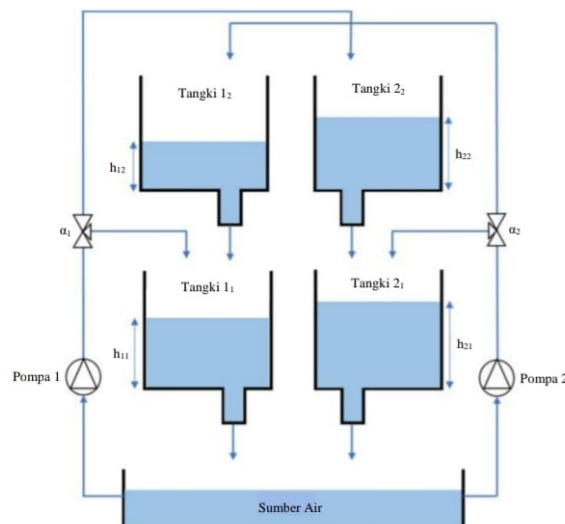 Tangki 1₂
Tangki 2₂
h₁₂
h₂₂
α₁
α₂
Tangki 1₁
Tangki 2₁
h₁₁
h₂₁
Pompa 1
Pompa 2
Sumber Air